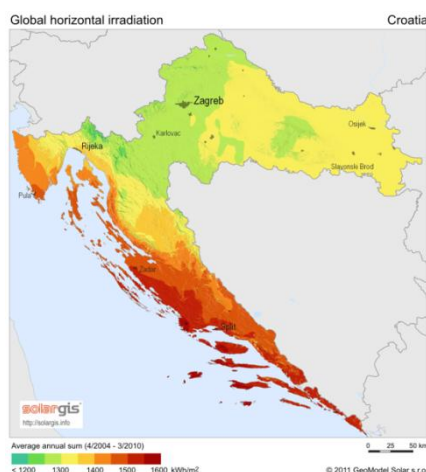 Global horizontal irradiation Croatia
Zagreb
Karlovac
Rijeka
Osijek
Slavonski Brod
Pula
Zadar
Split
solargis
http://solargis.info
Average annual sum (4/2004 - 3/2010)
0 25 50 km
< 1200 1300 1400 1500 1600 kWh/m²
© 2011 GeoModel Solar s.r.o.